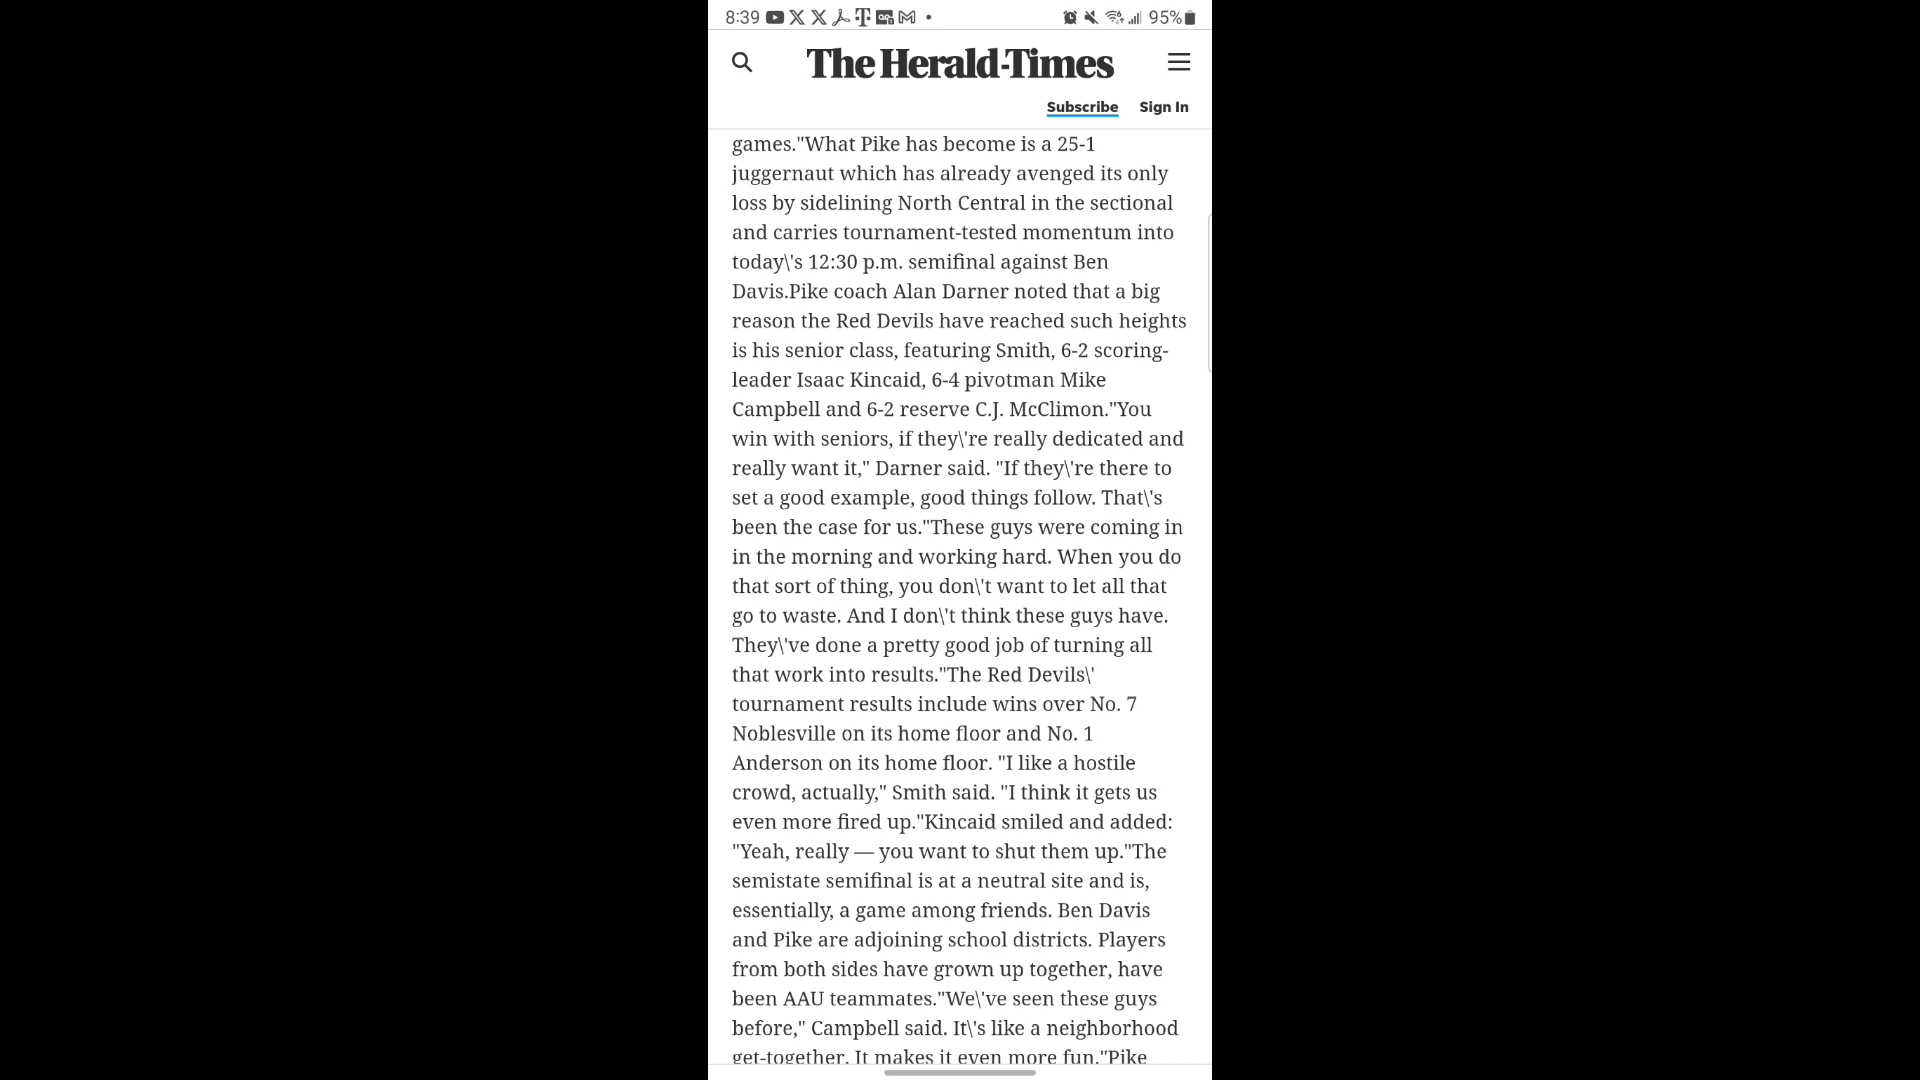 8:39
95%
The Herald-Times
Subscribe Sign In
games."What Pike has become is a 25-1
juggernaut which has already avenged its only
loss by sidelining North Central in the sectional
and carries tournament-tested momentum into
today\'s 12:30 p.m. semifinal against Ben
Davis.Pike coach Alan Darner noted that a big
reason the Red Devils have reached such heights
is his senior class, featuring Smith, 6-2 scoring-
leader Isaac Kincaid, 6-4 pivotman Mike
Campbell and 6-2 reserve C.J. McClimon."You
win with seniors, if they\'re really dedicated and
really want it," Darner said. "If they\'re there to
set a good example, good things follow. That\'s
been the case for us."These guys were coming in
in the morning and working hard. When you do
that sort of thing, you don\'t want to let all that
go to waste. And I don\'t think these guys have.
They\'ve done a pretty good job of turning all
that work into results."The Red Devils\'
tournament results include wins over No. 7
Noblesville on its home floor and No. 1
Anderson on its home floor. "I like a hostile
crowd, actually," Smith said. "I think it gets us
even more fired up."Kincaid smiled and added:
"Yeah, really — you want to shut them up."The
semistate semifinal is at a neutral site and is,
essentially, a game among friends. Ben Davis
and Pike are adjoining school districts. Players
from both sides have grown up together, have
been AAU teammates."We\'ve seen these guys
before," Campbell said. It\'s like a neighborhood
get-together. It makes it even more fun."Pike